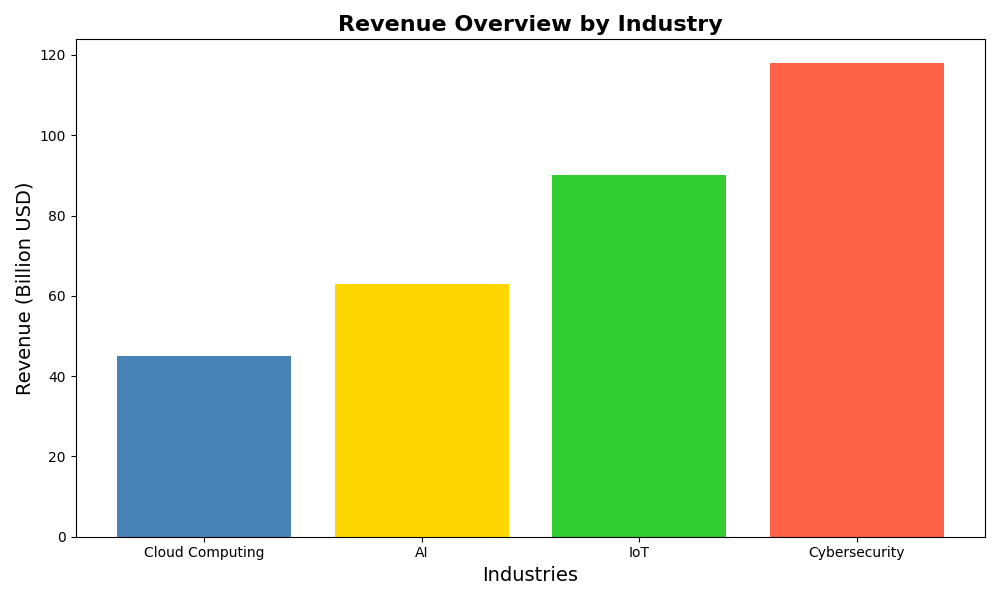 Revenue Overview by Industry
Revenue (Billion USD)
120
100
80
60
40
20
0
Cloud Computing
AI
IoT
Cybersecurity
Industries